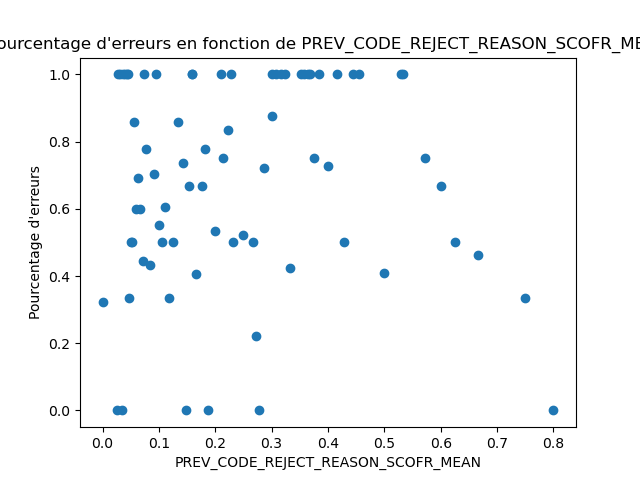 ourcentage d'erreurs en fonction de PREV_CODE_REJECT_REASON_SCOFR_ME
1.0
0.8
0.6
0.4
0.2
0.0
Pourcentage d'erreurs
0.0 0.1 0.2 0.3 0.4 0.5 0.6 0.7 0.8
PREV_CODE_REJECT_REASON_SCOFR_MEAN